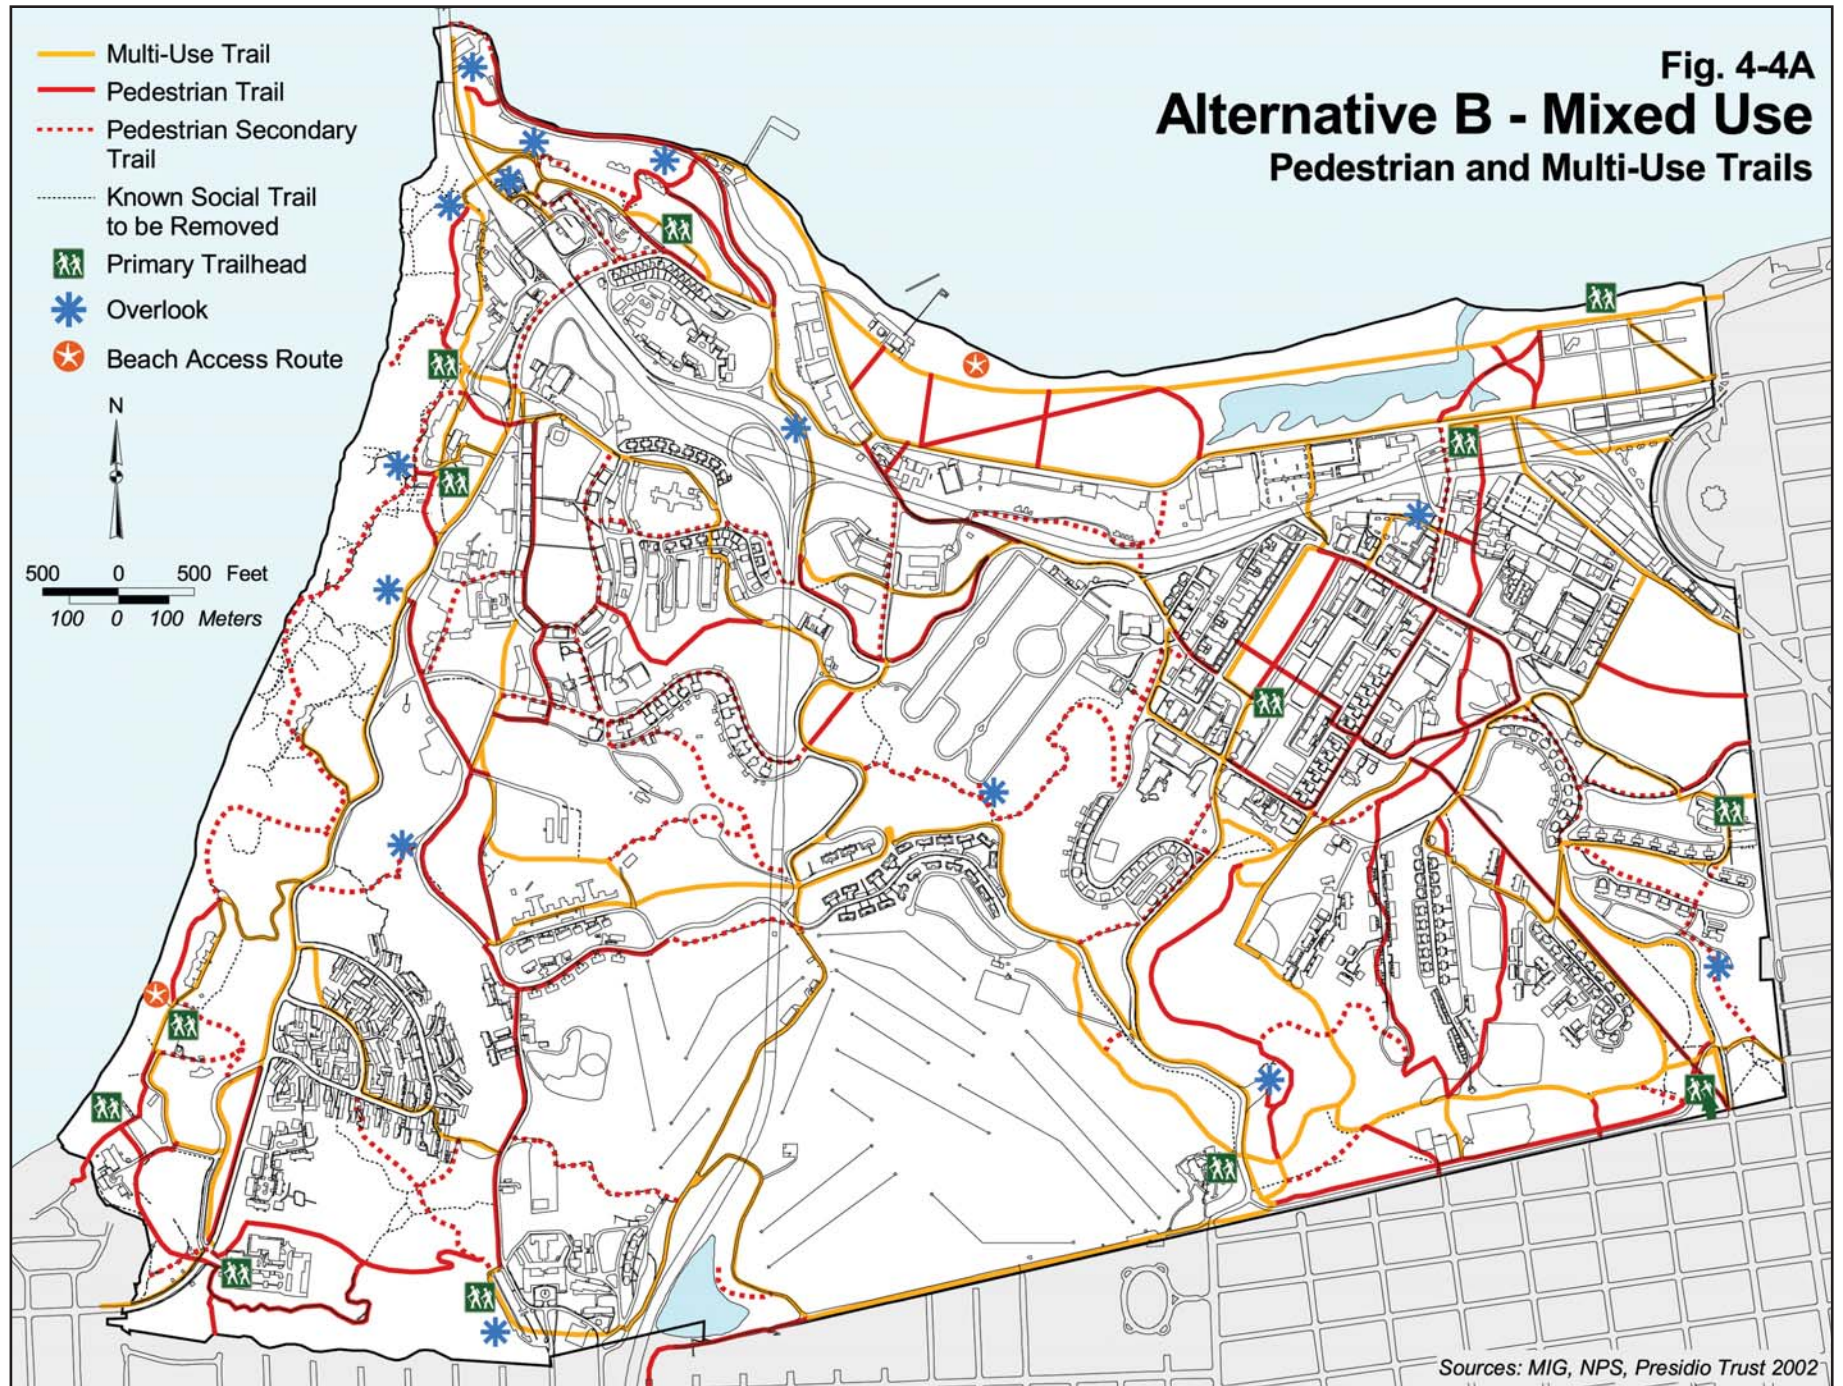 Multi-Use Trail
Pedestrian Trail
Pedestrian Secondary
Trail
Known Social Trail
to be Removed
Primary Trailhead
Overlook
Beach Access Route
N
500 0 500 Feet
100 0 100 Meters
Fig. 4-4A
Alternative B - Mixed Use
Pedestrian and Multi-Use Trails
Sources: MIG, NPS, Presidio Trust 2002